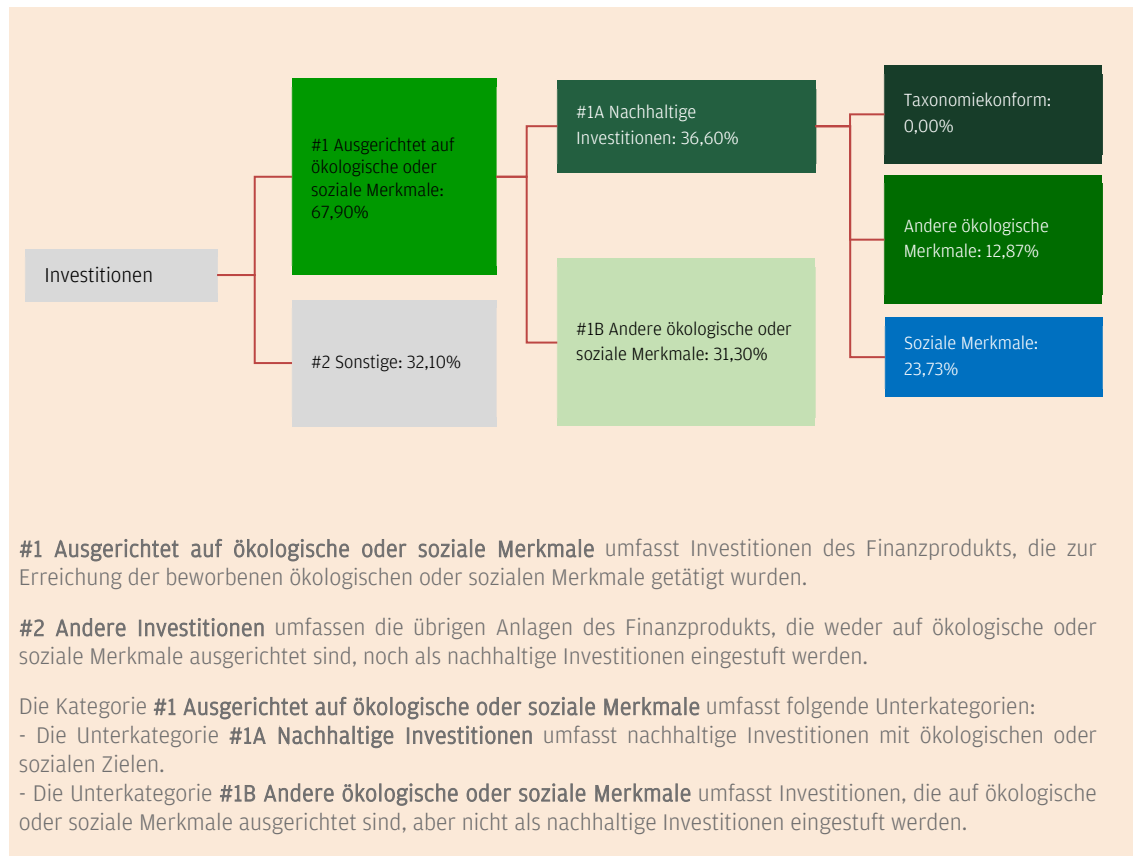 Investitionen
#1 Ausgerichtet auf
ökologische oder
soziale Merkmale:
67,90%
#2 Sonstige: 32,10%
#1A Nachhaltige
Investitionen: 36,60%
#1B Andere ökologische oder
soziale Merkmale: 31,30%
Taxonomiekonform:
0,00%
Andere ökologische
Merkmale: 12,87%
Soziale Merkmale:
23,73%
#1 Ausgerichtet auf ökologische oder soziale Merkmale umfasst Investitionen des Finanzprodukts, die zur
Erreichung der beworbenen ökologischen oder sozialen Merkmale getätigt wurden.
#2 Andere Investitionen umfassen die übrigen Anlagen des Finanzprodukts, die weder auf ökologische oder
soziale Merkmale ausgerichtet sind, noch als nachhaltige Investitionen eingestuft werden.
Die Kategorie #1 Ausgerichtet auf ökologische oder soziale Merkmale umfasst folgende Unterkategorien:
- Die Unterkategorie #1A Nachhaltige Investitionen umfasst nachhaltige Investitionen mit ökologischen oder
sozialen Zielen.
- Die Unterkategorie #1B Andere ökologische oder soziale Merkmale umfasst Investitionen, die auf ökologische
oder soziale Merkmale ausgerichtet sind, aber nicht als nachhaltige Investitionen eingestuft werden.